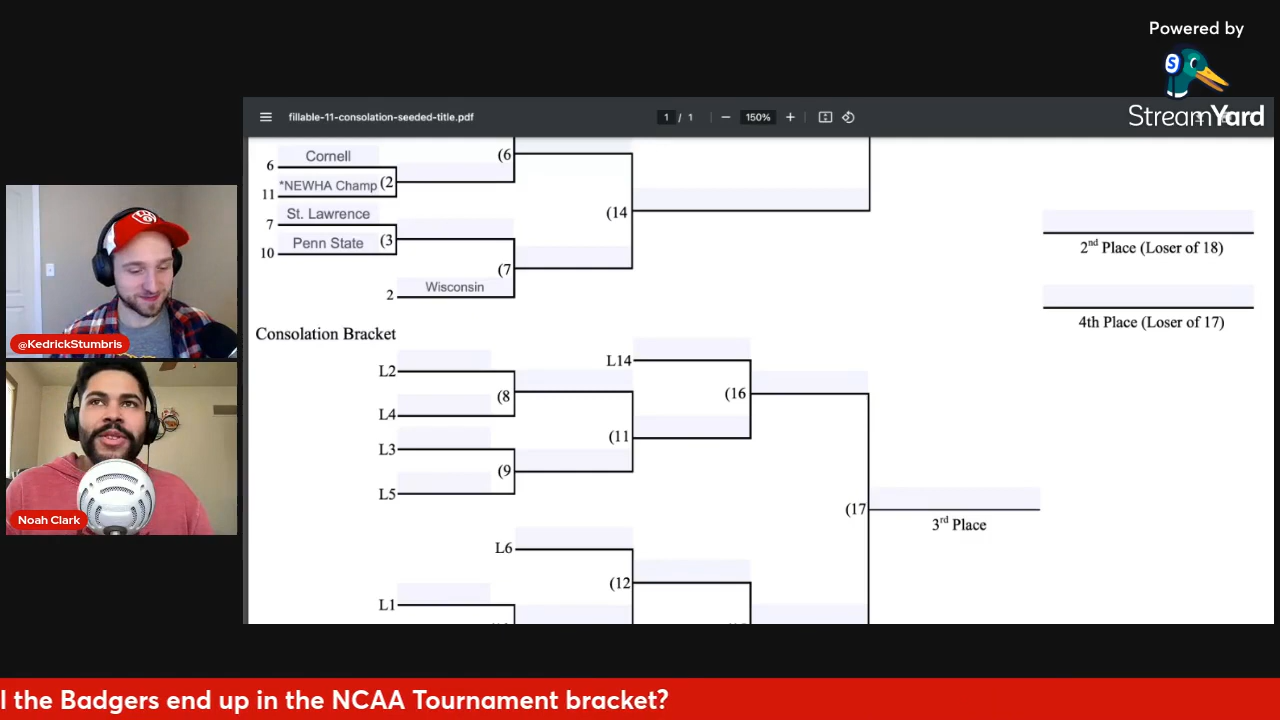 Powered by
StreamYard
fillable-11-consolation-seeded-title.pdf
1 / 1
150%
6
Cornell
(6
11
*NEWHA Champ
(2
7
St. Lawrence
(14
10
Penn State
(3
(7
2
Wisconsin
2nd Place (Loser of 18)
4th Place (Loser of 17)
Consolation Bracket
L2
L14
(8
(16
L4
L3
(11
(9
L5
(17
3rd Place
L6
(12
L1
@KedrickStumbris
Noah Clark
l the Badgers end up in the NCAA Tournament bracket?